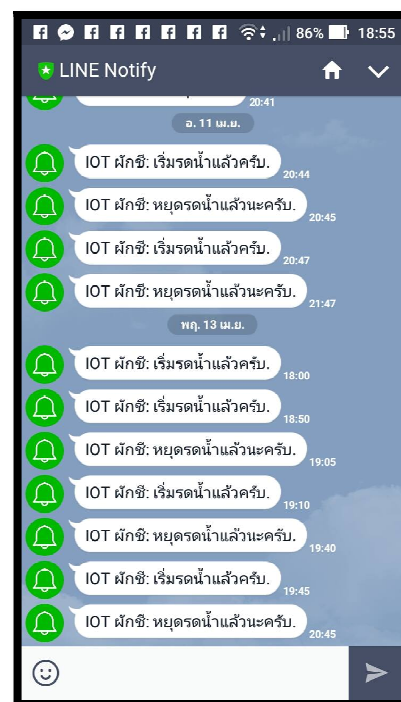 86% 18:55
LINE Notify
20:41
อ. 11 เม.ย.
IOT ผักชี: เริ่มรดน้ำแล้วครับ.
20:44
IOT ผักชี: หยุดรดน้ำแล้วนะครับ.
20:45
IOT ผักชี: เริ่มรดน้ำแล้วครับ.
20:47
IOT ผักชี: หยุดรดน้ำแล้วนะครับ.
21:47
พฤ. 13 เม.ย.
IOT ผักชี: เริ่มรดน้ำแล้วครับ.
18:00
IOT ผักชี: เริ่มรดน้ำแล้วครับ.
18:50
IOT ผักชี: หยุดรดน้ำแล้วนะครับ.
19:05
IOT ผักชี: เริ่มรดน้ำแล้วครับ.
19:10
IOT ผักชี: หยุดรดน้ำแล้วนะครับ.
19:40
IOT ผักชี: เริ่มรดน้ำแล้วครับ.
19:45
IOT ผักชี: หยุดรดน้ำแล้วนะครับ.
20:45